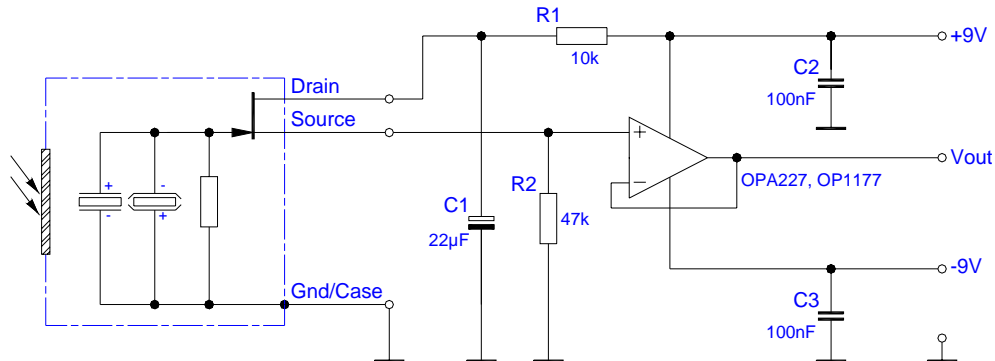 R1
10k
+9V
C2
100nF
Drain
Source
+
-
-
+
+
−
Vout
OPA227, OP1177
R2
47k
C1
22µF
Gnd/Case
-9V
C3
100nF